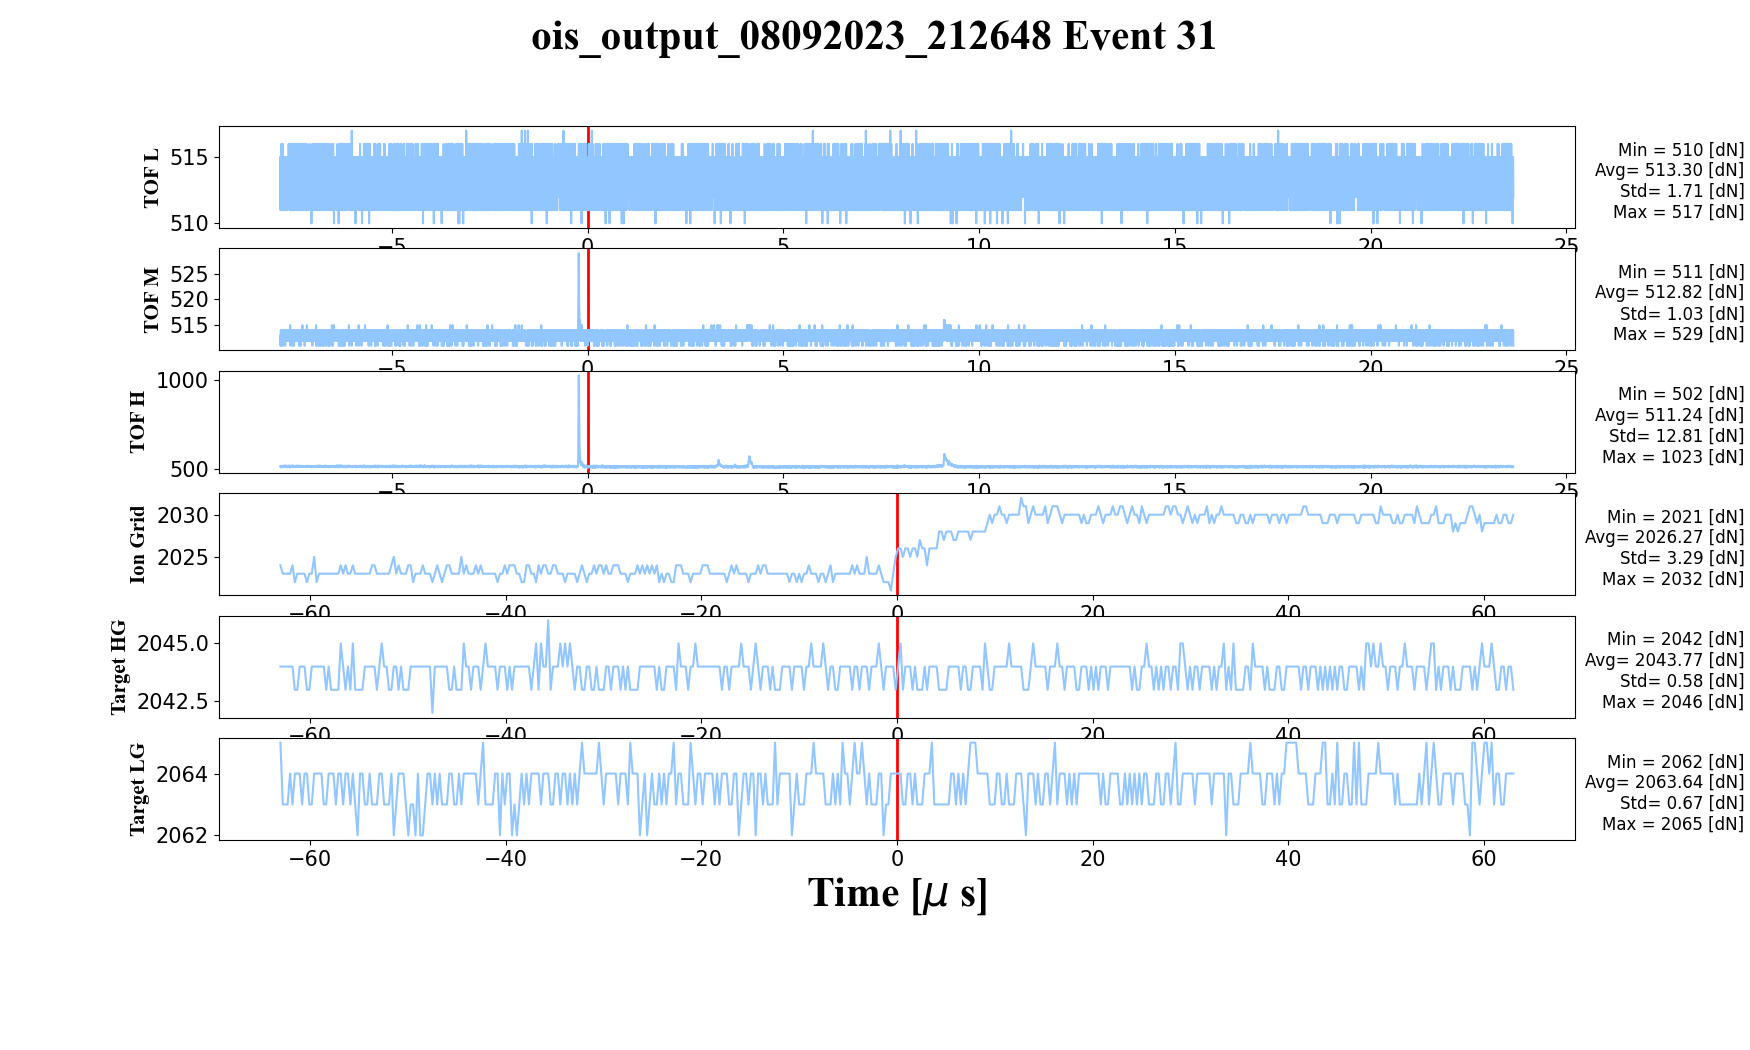 ois_output_08092023_212648 Event 31
TOF L
515
510
−5
0
5
10
15
20
25
Min = 510 [dN]
Avg= 513.30 [dN]
Std= 1.71 [dN]
Max = 517 [dN]
TOF M
525
520
515
−5
0
5
10
15
20
25
Min = 511 [dN]
Avg= 512.82 [dN]
Std= 1.03 [dN]
Max = 529 [dN]
TOF H
1000
500
−5
0
5
10
15
20
25
Min = 502 [dN]
Avg= 511.24 [dN]
Std= 12.81 [dN]
Max = 1023 [dN]
Ion Grid
2030
2025
−60
−40
−20
0
20
40
60
Min = 2021 [dN]
Avg= 2026.27 [dN]
Std= 3.29 [dN]
Max = 2032 [dN]
Target HG
2045.0
2042.5
−60
−40
−20
0
20
40
60
Min = 2042 [dN]
Avg= 2043.77 [dN]
Std= 0.58 [dN]
Max = 2046 [dN]
Target LG
2064
2062
−60
−40
−20
0
20
40
60
Min = 2062 [dN]
Avg= 2063.64 [dN]
Std= 0.67 [dN]
Max = 2065 [dN]
Time [μ s]